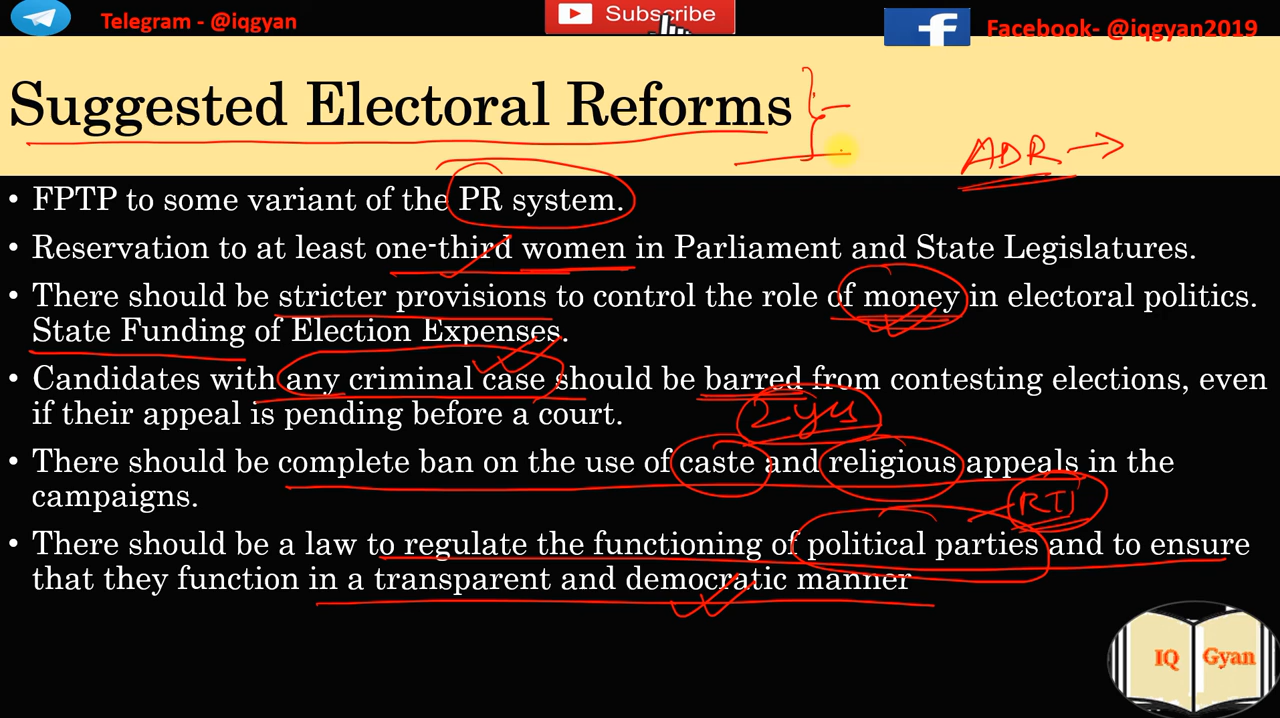 Telegram - @iqgyan
Subscribe
Facebook- @iqgyan2019
Suggested Electoral Reforms
ADR
• FPTP to some variant of the PR system.
• Reservation to at least one-third women in Parliament and State Legislatures.
• There should be stricter provisions to control the role of money in electoral politics.
State Funding of Election Expenses.
• Candidates with any criminal case should be barred from contesting elections, even
if their appeal is pending before a court.
2 yrs
• There should be complete ban on the use of caste and religious appeals in the
campaigns.
RTI
• There should be a law to regulate the functioning of political parties and to ensure
that they function in a transparent and democratic manner
IQ Gyan